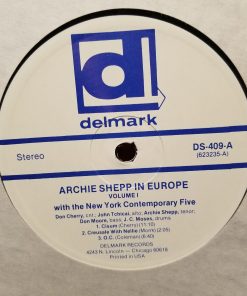 delmark
Stereo
DS-409-A
(623235-A)
ARCHIE SHEPP IN EUROPE
VOLUME I
with the New York Contemporary Five
Don Cherry, cnt; John Tchicai, alto; Archie Shepp, tenor;
Don Moore, bass, J. C. Moses, drums
1. Cisum (Cherry)(11:10)
2. Crepuscule With Nellie (Monk) (2:05)
3. O.C. (Coleman)(6:40)
DELMARK RECORDS
4243 N. Lincoln — Chicago 60618
Printed in USA